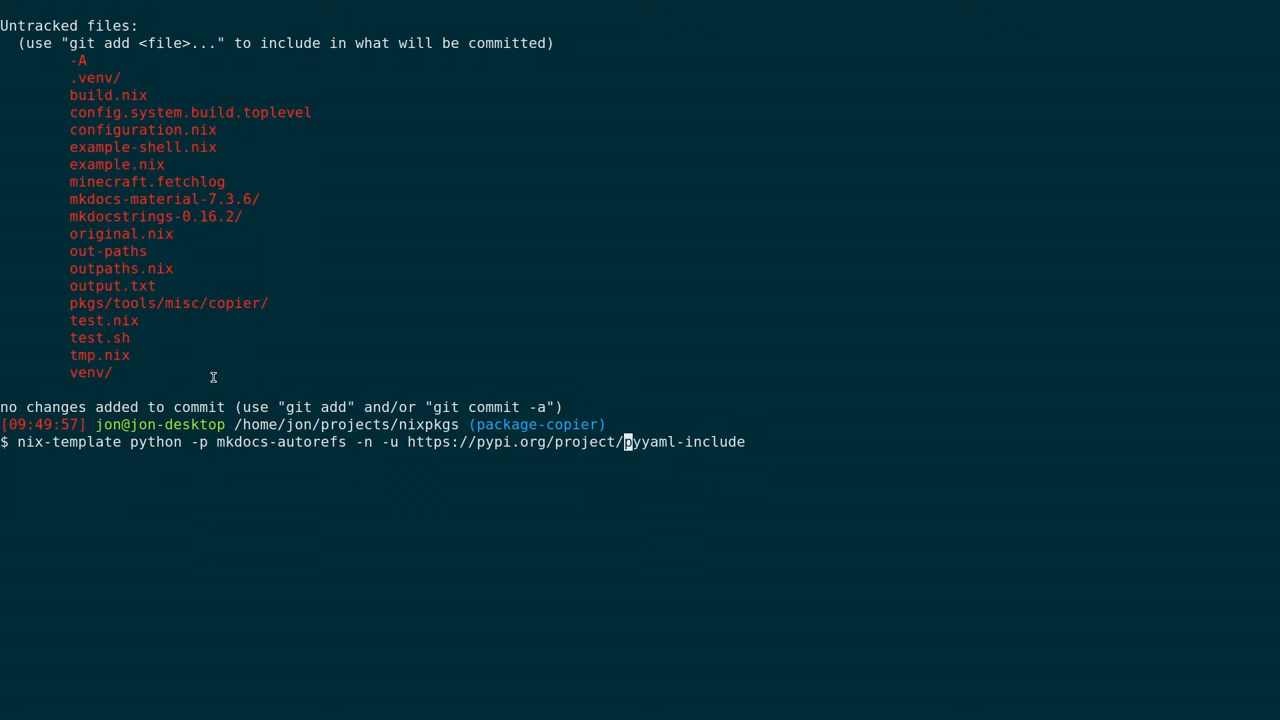 Untracked files:
  (use "git add <file>..." to include in what will be committed)
        -A
        .venv/
        build.nix
        config.system.build.toplevel
        configuration.nix
        example-shell.nix
        example.nix
        minecraft.fetchlog
        mkdocs-material-7.3.6/
        mkdocstrings-0.16.2/
        original.nix
        out-paths
        outpaths.nix
        output.txt
        pkgs/tools/misc/copier/
        test.nix
        test.sh
        tmp.nix
        venv/

no changes added to commit (use "git add" and/or "git commit -a")
[09:49:57] jon@jon-desktop /home/jon/projects/nixpkgs (package-copier)
$ nix-template python -p mkdocs-autorefs -n -u https://pypi.org/project/pyyaml-include